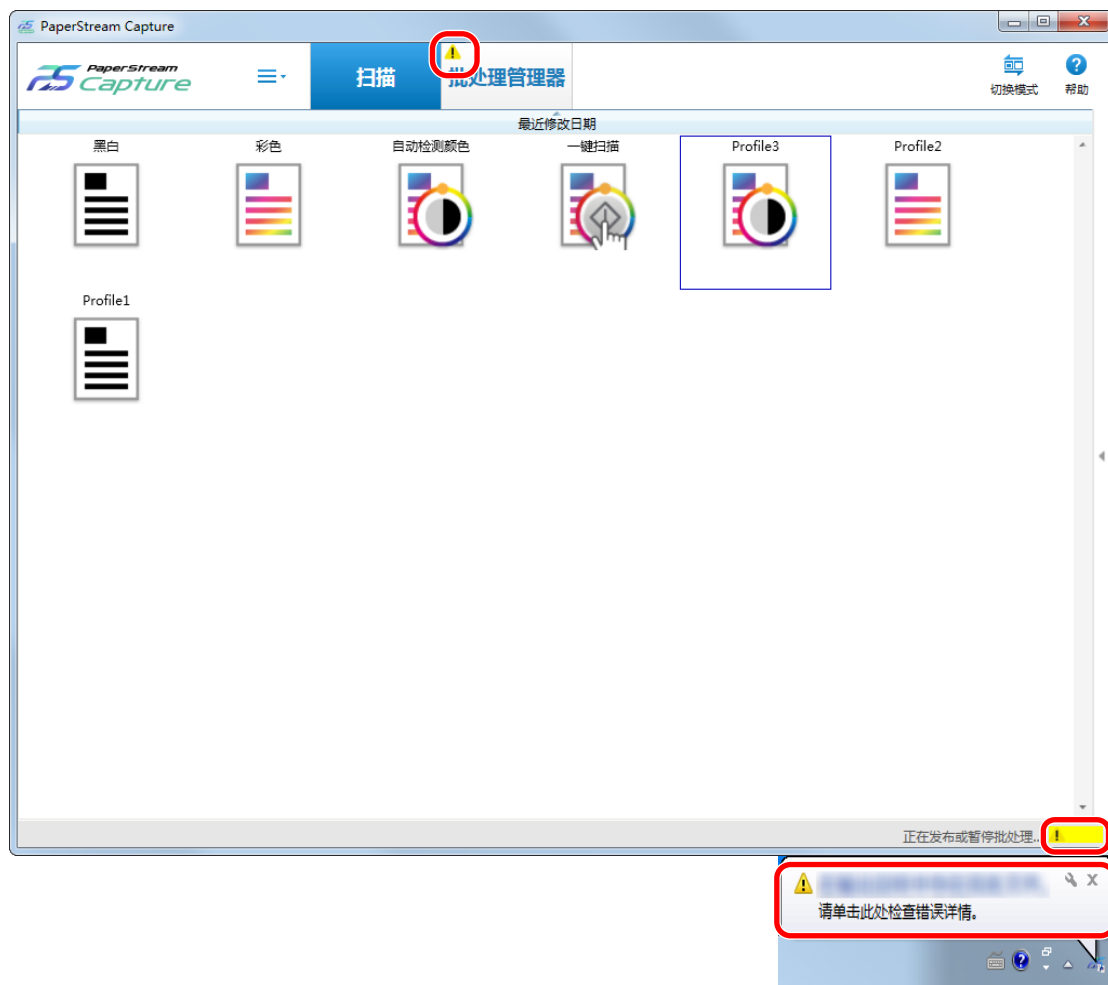 PaperStream Capture
PaperStream
Capture
扫描
批处理管理器
切换模式
帮助
最近修改日期
黑白
彩色
自动检测颜色
一键扫描
Profile3
Profile2
Profile1
正在发布或暂停批处理..
请单击此处检查错误详情。